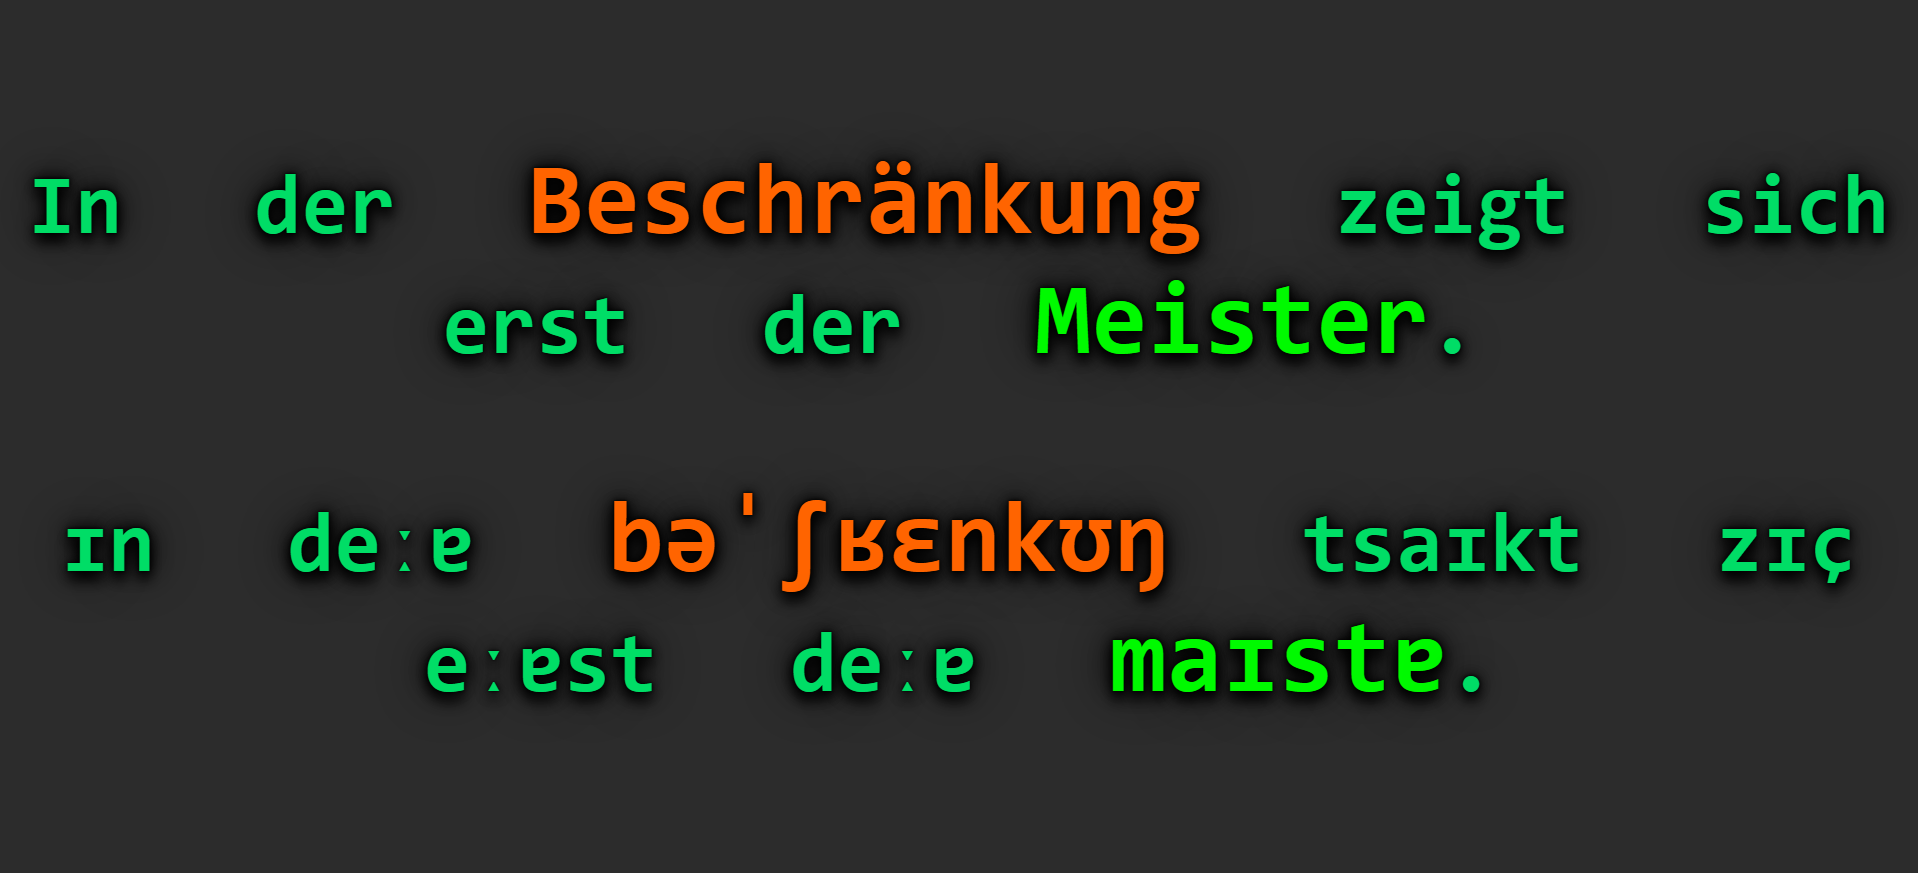 In der Beschränkung zeigt sich
erst der Meister.
ɪn deːɐ bəˈʃʁɛnkʊŋ tsaɪkt zɪç
eːɐst deːɐ maɪstɐ.